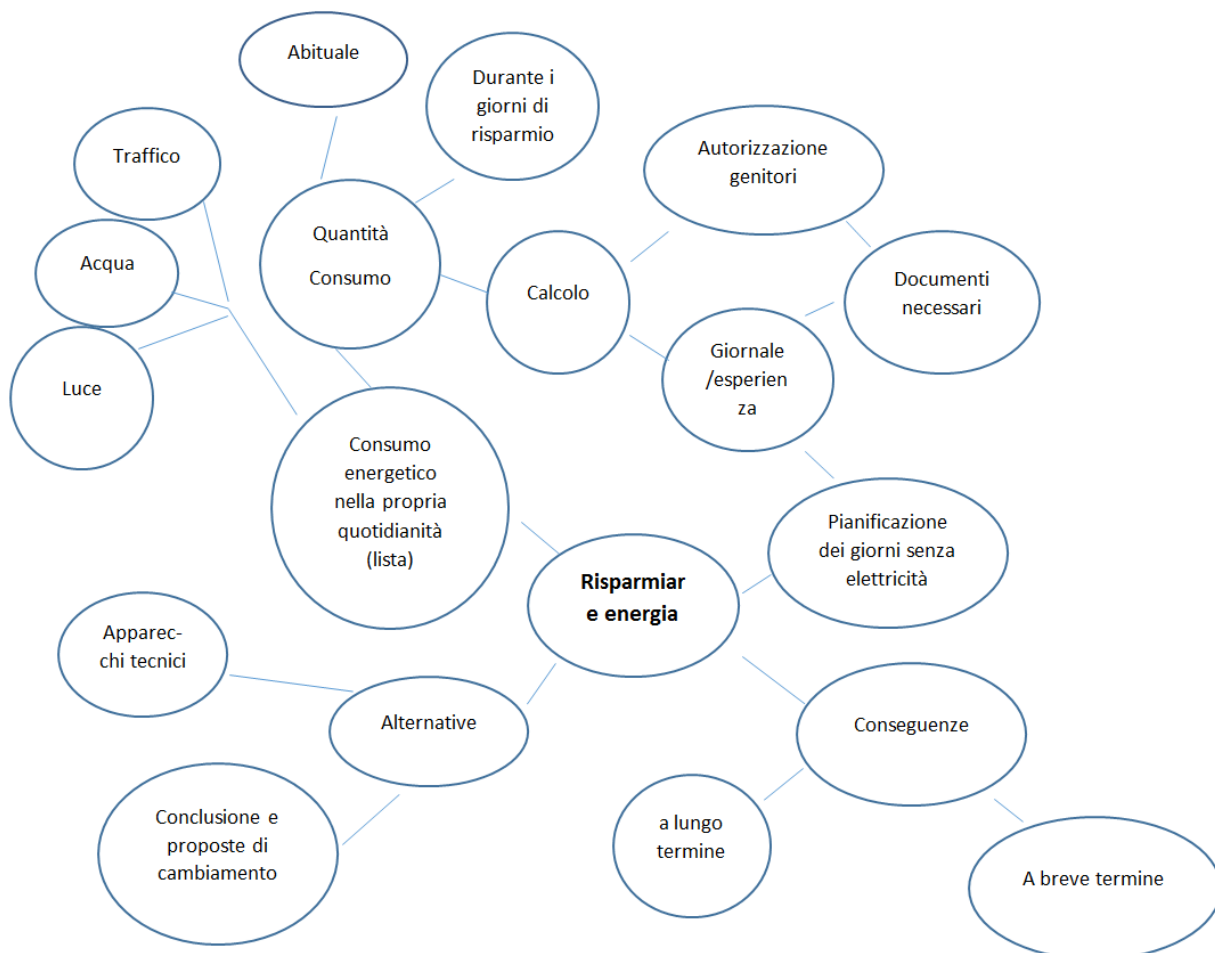 Abituale
Durante i
giorni di
risparmio
Traffico
Autorizzazione
genitori
Quantità
Consumo
Acqua
Calcolo
Documenti
necessari
Giornale
/esperien
za
Luce
Consumo
energetico
nella propria
quotidianità
(lista)
Pianificazione
dei giorni senza
elettricità
Risparmiar
e energia
Apparec-
chi tecnici
Alternative
Conseguenze
Conclusione e
proposte di
cambiamento
a lungo
termine
A breve termine